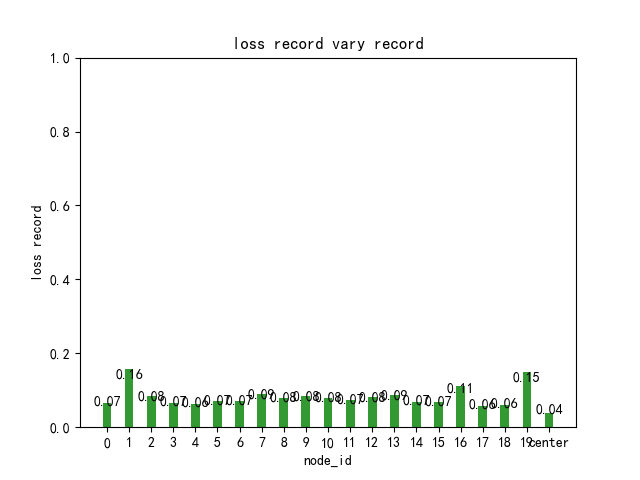 loss record vary record
1.0
0.8
0.6
0.4
0.2
0.0
loss record
0.07 0.16 0.08 0.07 0.06 0.07 0.07 0.09 0.08 0.08 0.08 0.07 0.08 0.09 0.07 0.07 0.11 0.06 0.06 0.15 0.04
0 1 2 3 4 5 6 7 8 9 10 11 12 13 14 15 16 17 18 19 center
node_id